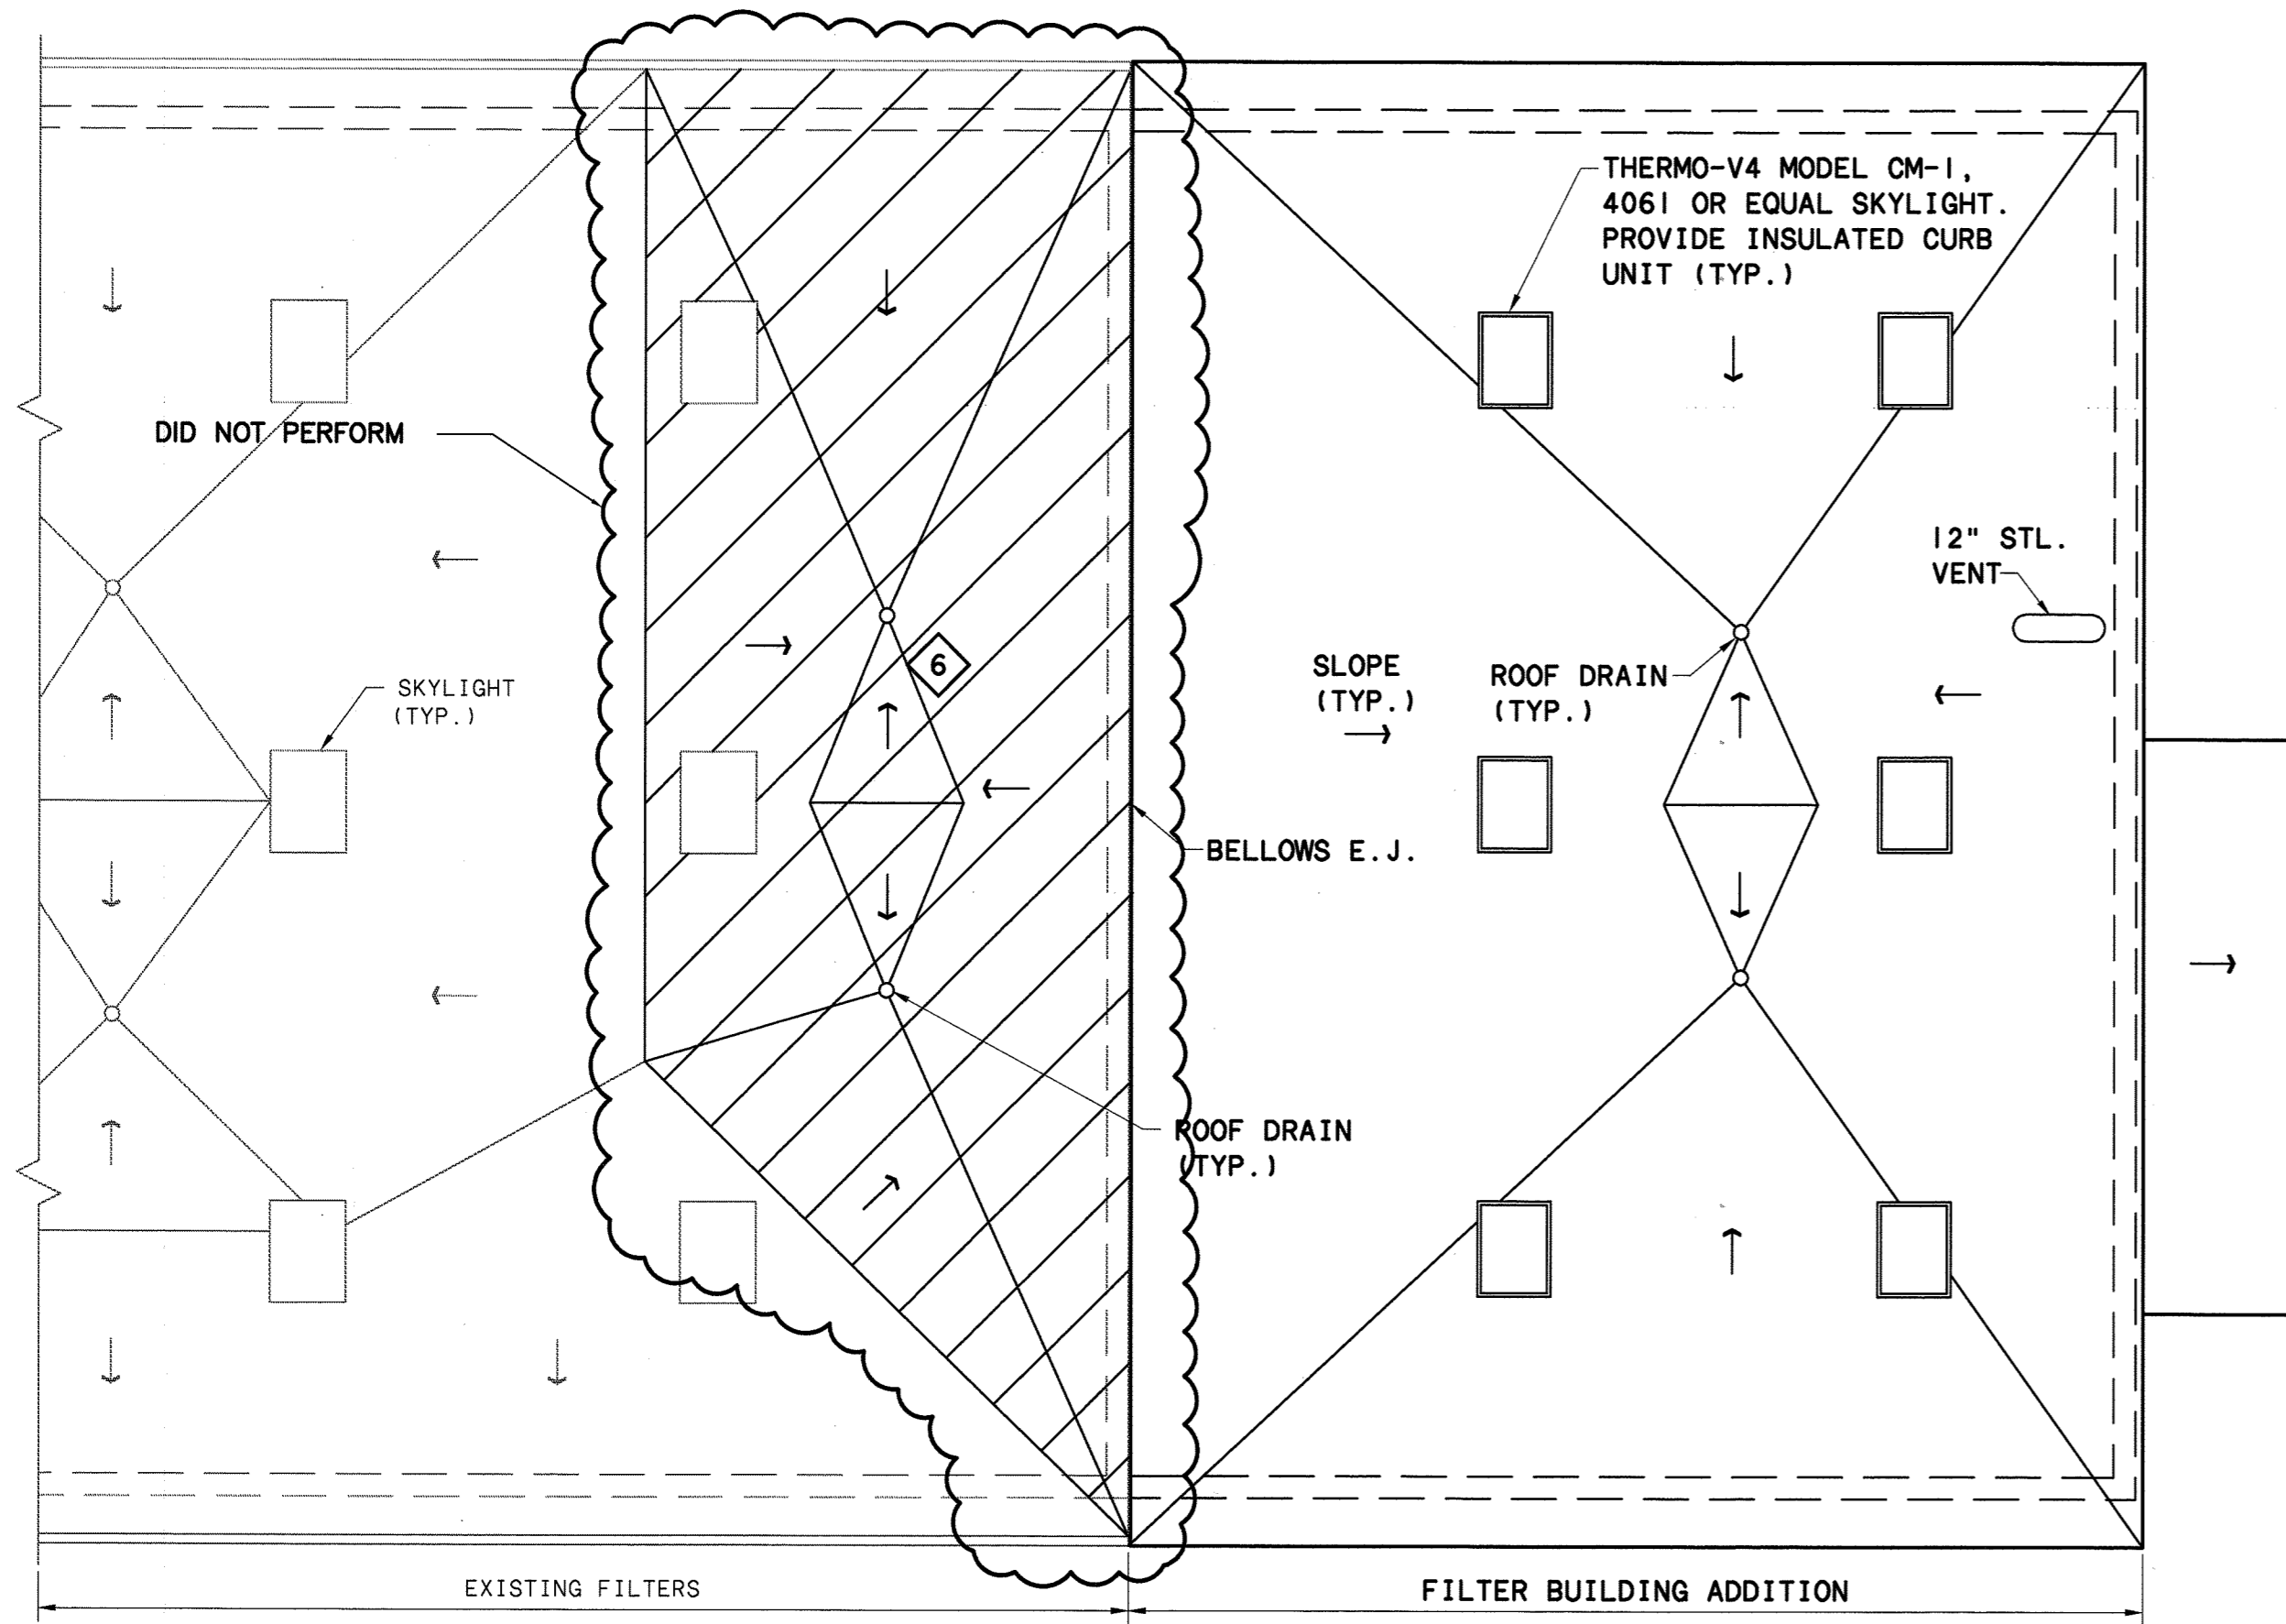 THERMO-V4 MODEL CM-1,
4061 OR EQUAL SKYLIGHT.
PROVIDE INSULATED CURB
UNIT (TYP.)
DID NOT PERFORM
12" STL.
VENT
6
SLOPE
(TYP.)
ROOF DRAIN
(TYP.)
SKYLIGHT
(TYP.)
BELLOWS E.J.
ROOF DRAIN
(TYP.)
EXISTING FILTERS
FILTER BUILDING ADDITION